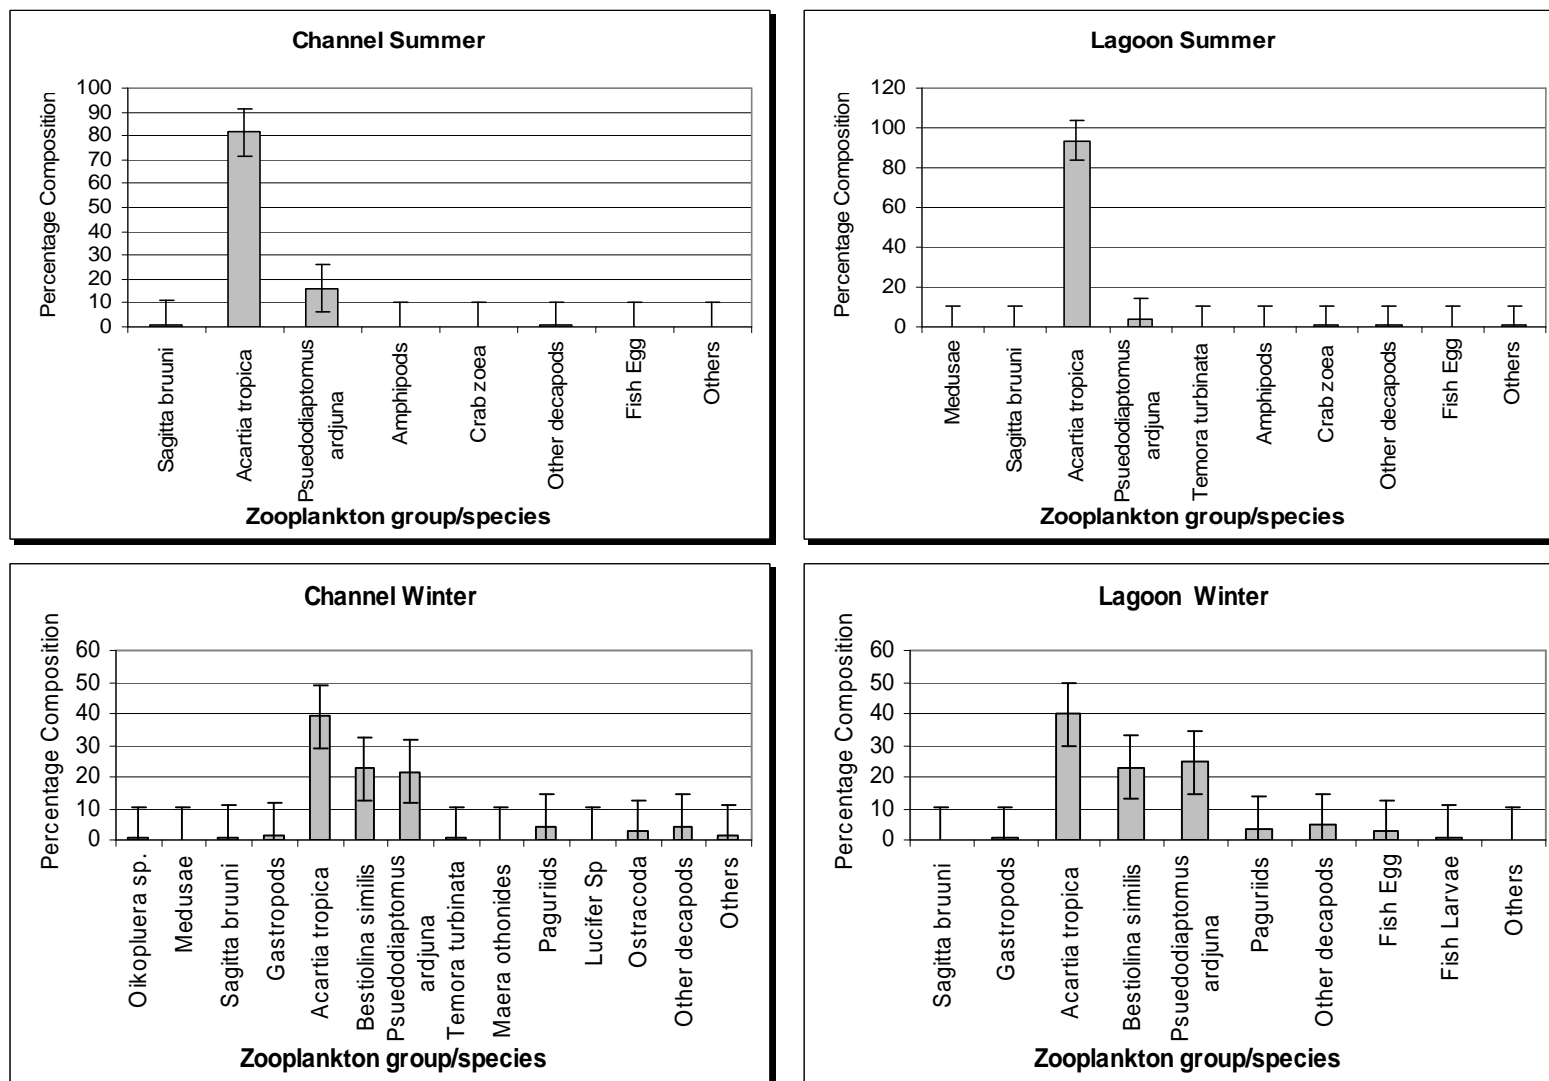 Channel Summer
Percentage Composition
100
90
80
70
60
50
40
30
20
10
0
Sagitta bruuni
Acartia tropica
Psuedodiaptomus
ardjuna
Amphipods
Crab zoea
Other decapods
Fish Egg
Others
Zooplankton group/species
Lagoon Summer
Percentage Composition
120
100
80
60
40
20
0
Medusae
Sagitta bruuni
Acartia tropica
Psuedodiaptomus
ardjuna
Temora turbinata
Amphipods
Crab zoea
Other decapods
Fish Egg
Others
Zooplankton group/species
Channel Winter
Percentage Composition
60
50
40
30
20
10
0
Oikopluera sp.
Medusae
Sagitta bruuni
Gastropods
Acartia tropica
Bestiolina similis
Psuedodiaptomus
ardjuna
Temora turbinata
Maera othonides
Paguriids
Lucifer Sp
Ostracoda
Other decapods
Others
Zooplankton group/species
Lagoon Winter
Percentage Composition
60
50
40
30
20
10
0
Sagitta bruuni
Gastropods
Acartia tropica
Bestiolina similis
Psuedodiaptomus
ardjuna
Paguriids
Other decapods
Fish Egg
Fish Larvae
Others
Zooplankton group/species